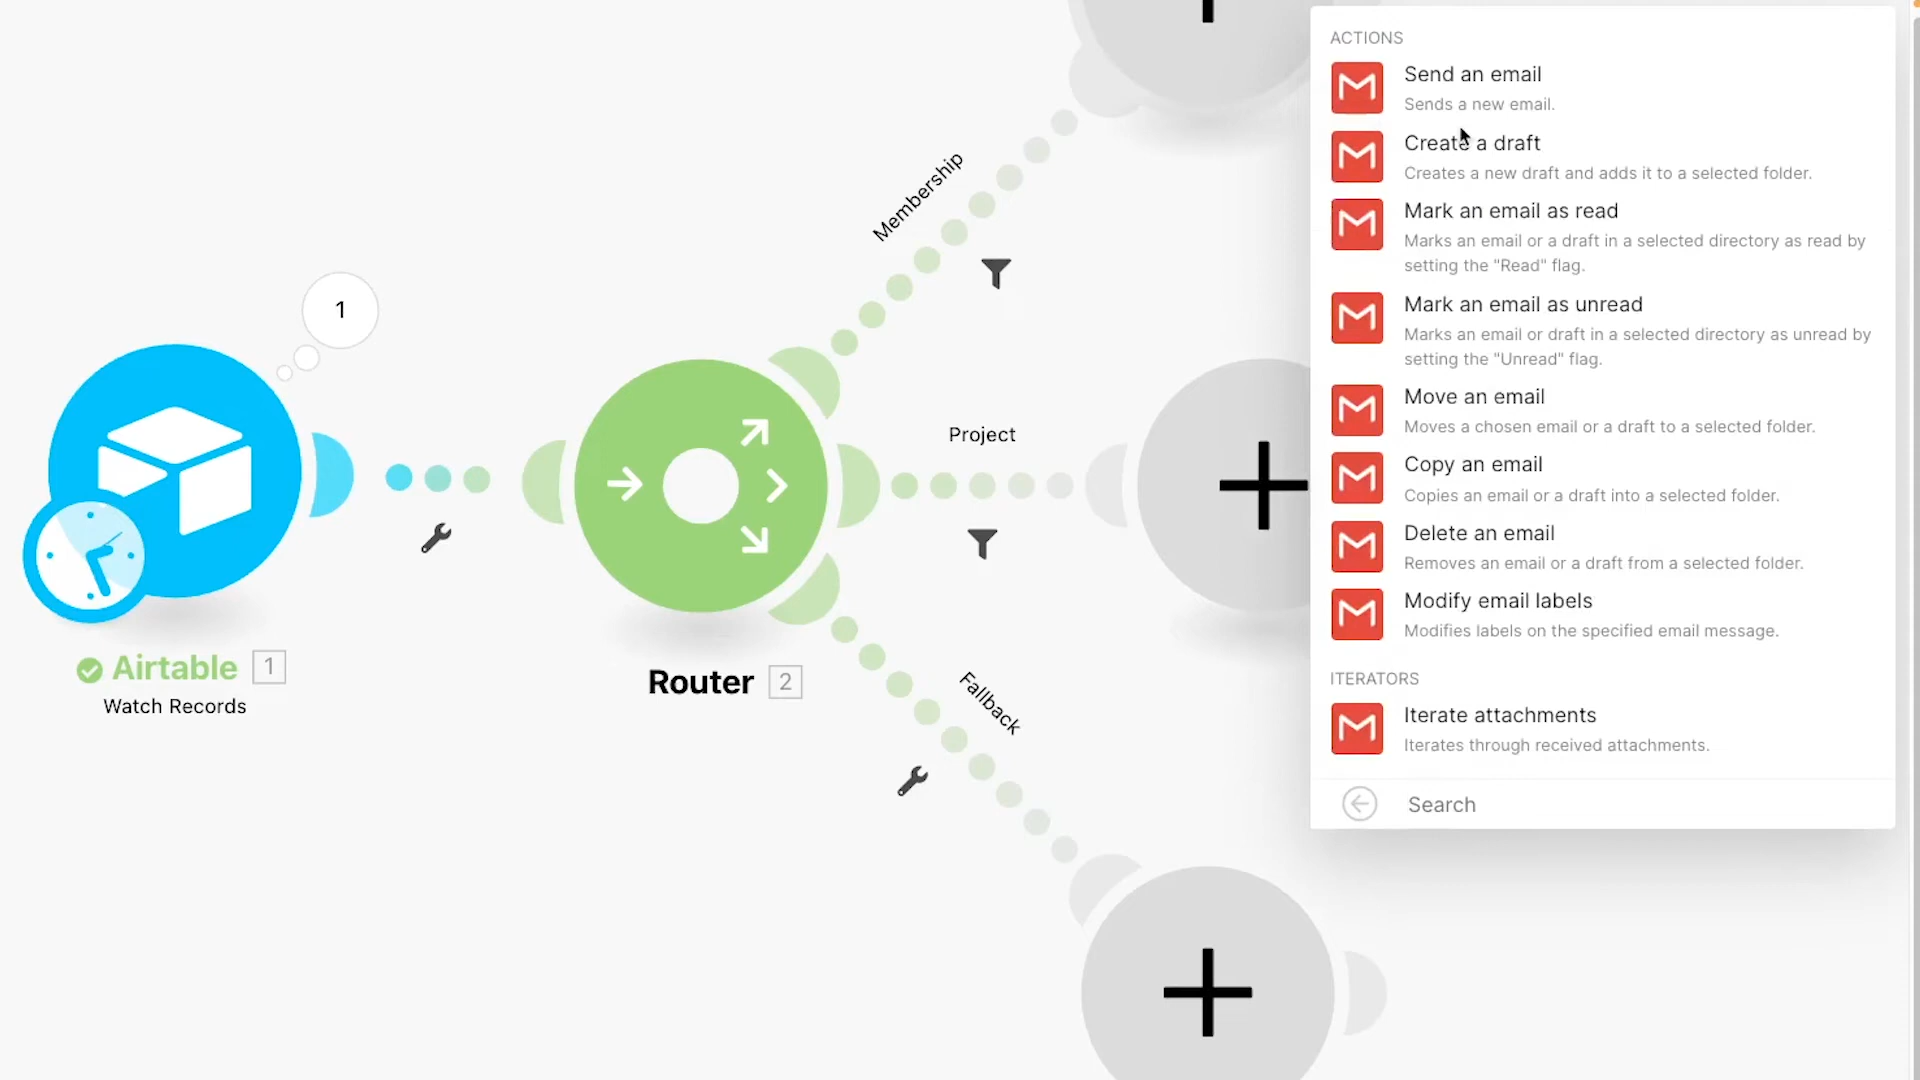 Membership
1
Project
Airtable 1
Watch Records
Router 2
Fallback
ACTIONS
Send an email
Sends a new email.
Create a draft
Creates a new draft and adds it to a selected folder.
Mark an email as read
Marks an email or a draft in a selected directory as read by
setting the "Read" flag.
Mark an email as unread
Marks an email or draft in a selected directory as unread by
setting the "Unread" flag.
Move an email
Moves a chosen email or a draft to a selected folder.
Copy an email
Copies an email or a draft into a selected folder.
Delete an email
Removes an email or a draft from a selected folder.
Modify email labels
Modifies labels on the specified email message.
ITERATORS
Iterate attachments
Iterates through received attachments.
Search